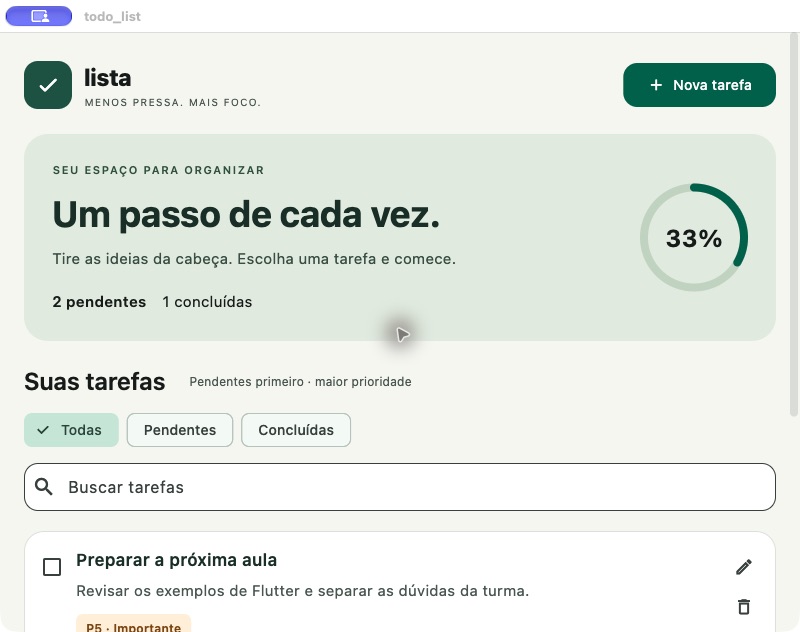 todo_list
lista
MENOS PRESSA. MAIS FOCO.
Nova tarefa
SEU ESPAÇO PARA ORGANIZAR
Um passo de cada vez.
Tire as ideias da cabeça. Escolha uma tarefa e comece.
2 pendentes 1 concluídas
33%
Suas tarefas Pendentes primeiro · maior prioridade
Todas Pendentes Concluídas
Buscar tarefas
Preparar a próxima aula
Revisar os exemplos de Flutter e separar as dúvidas da turma.
P5 · Importante